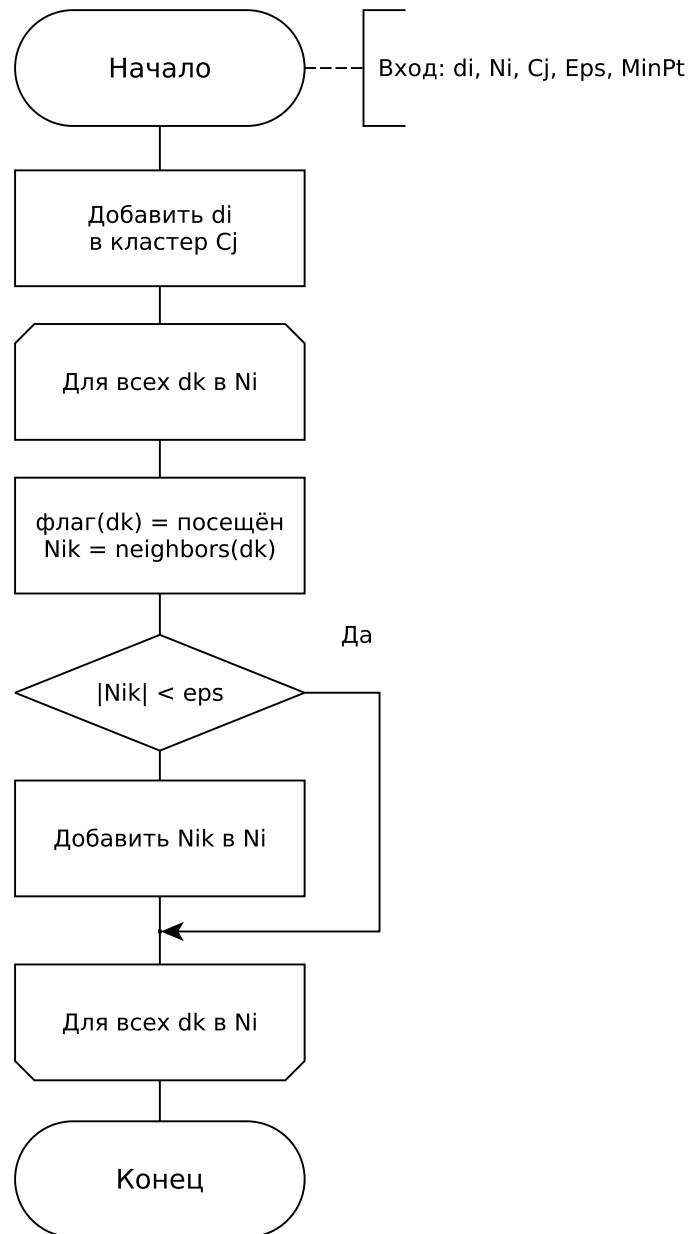 Начало
Вход: di, Ni, Cj, Eps, MinPt
Добавить di
в кластер Cj
Для всех dk в Ni
флаг(dk) = посещён
Nik = neighbors(dk)
Да
|Nik| < eps
Добавить Nik в Ni
Для всех dk в Ni
Конец